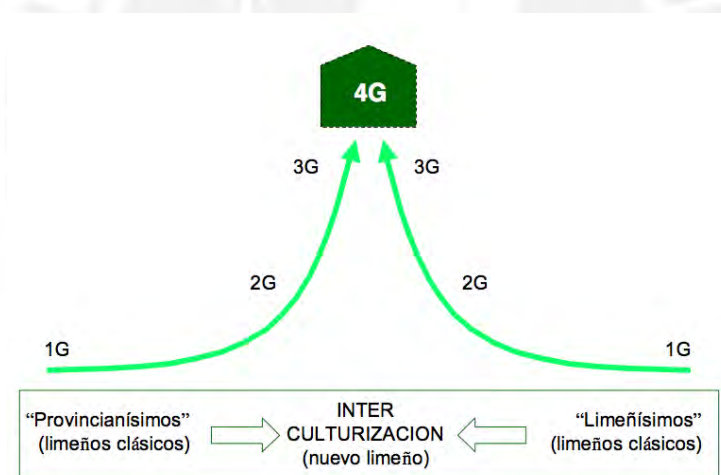 4G
3G
3G
2G
2G
1G
1G
“Provincianísimos”
(limeños clásicos)
INTER
CULTURIZACION
(nuevo limeño)
“Limeñísimos”
(limeños clásicos)